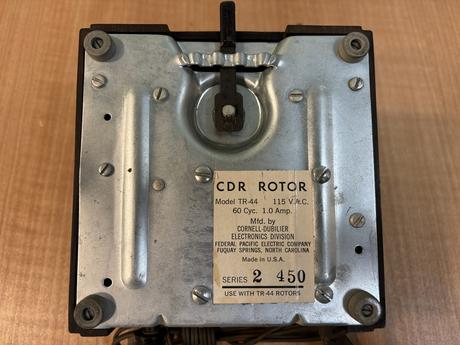 CDR ROTOR
Model TR-44 115 V.A.C.
60 Cyc. 1.0 Amp.
Mfd. by
CORNELL-DUBILIER
ELECTRONICS DIVISION
FEDERAL PACIFIC ELECTRIC COMPANY
FUQUAY SPRINGS, NORTH CAROLINA
Made in U.S.A.
SERIES 2 450
USE WITH TR-44 ROTORS